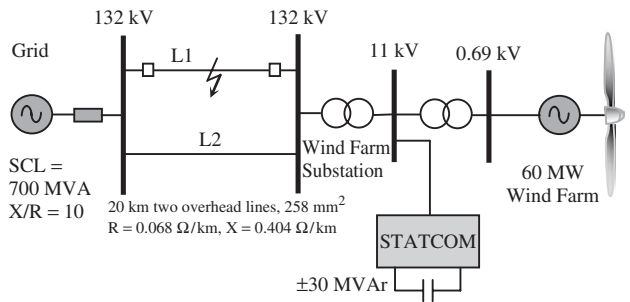 132 kV
132 kV
Grid
L1
11 kV
0.69 kV
L2
Wind Farm
Substation
SCL =
700 MVA
X/R = 10
60 MW
Wind Farm
20 km two overhead lines, 258 mm²
R = 0.068 Ω/km, X = 0.404 Ω/km
STATCOM
±30 MVAr